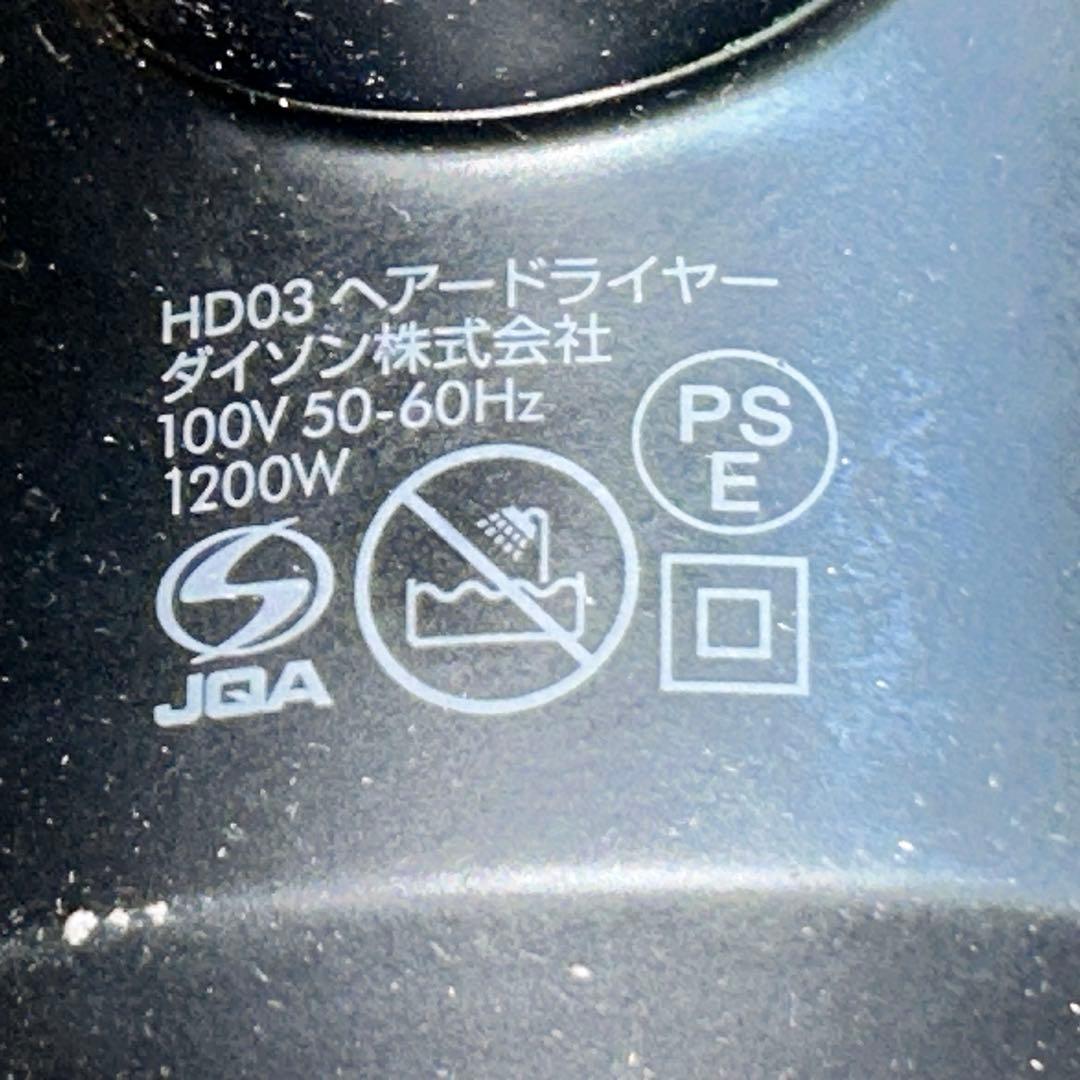 HD03 ヘアードライヤー
ダイソン株式会社
100V 50-60Hz
1200W
PS
E
JQA